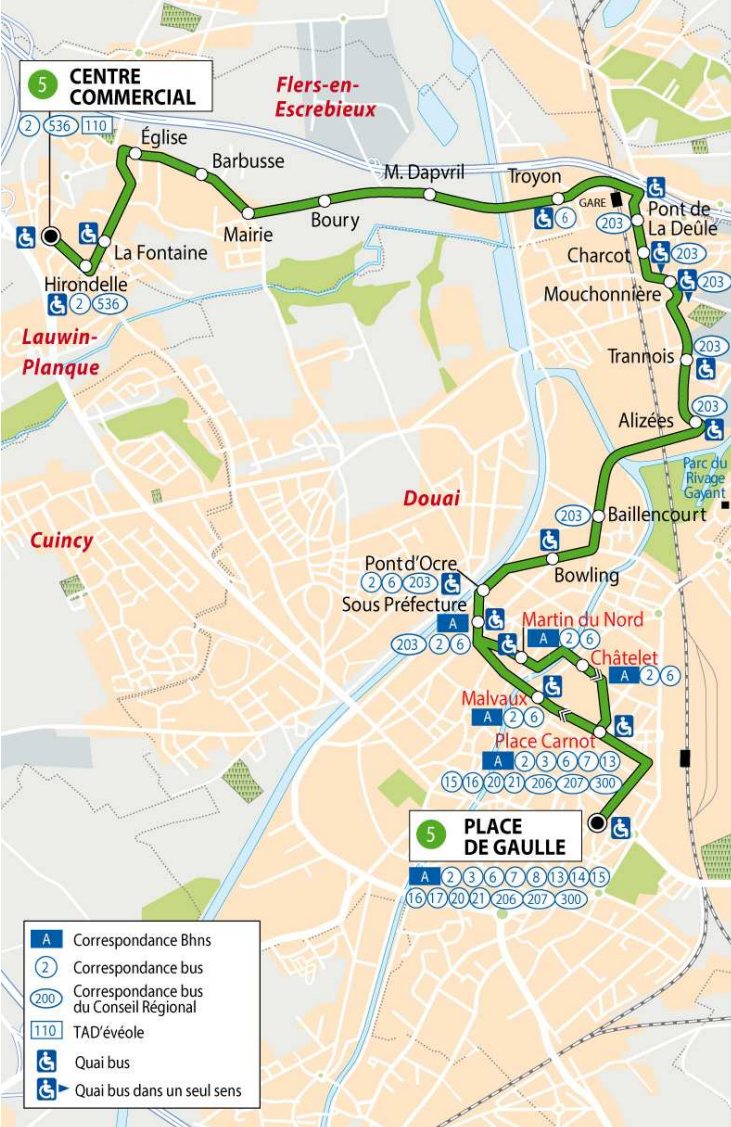 5 CENTRE
COMMERCIAL
2 536 110
Flers-en-
Escrebieux
Église
Barbusse
M. Dapvril
Troyon
6
GARE
203
Pont de
La Deûle
Mairie
Boury
La Fontaine
Hirondelle
2 536
Charcot
203
Mouchonnière
203
Lauwin-
Planque
Trannois
203
Alizées
203
Parc du
Rivage
Gayant
Douai
Cuincy
203
Baillencourt
Bowling
Pont d'Ocre
2 6 203
Sous Préfecture
A
203 2 6
Martin du Nord
A 2 6
Châtelet
A 2 6
Malvaux
A 2 6
Place Carnot
A 2 3 6 7 13
15 16 20 21 206 207 300
5 PLACE
DE GAULLE
A 2 3 6 7 8 13 14 15
16 17 20 21 206 207 300
A Correspondance Bhns
2 Correspondance bus
200 Correspondance bus
du Conseil Régional
110 TAD'évéole
Quai bus
Quai bus dans un seul sens